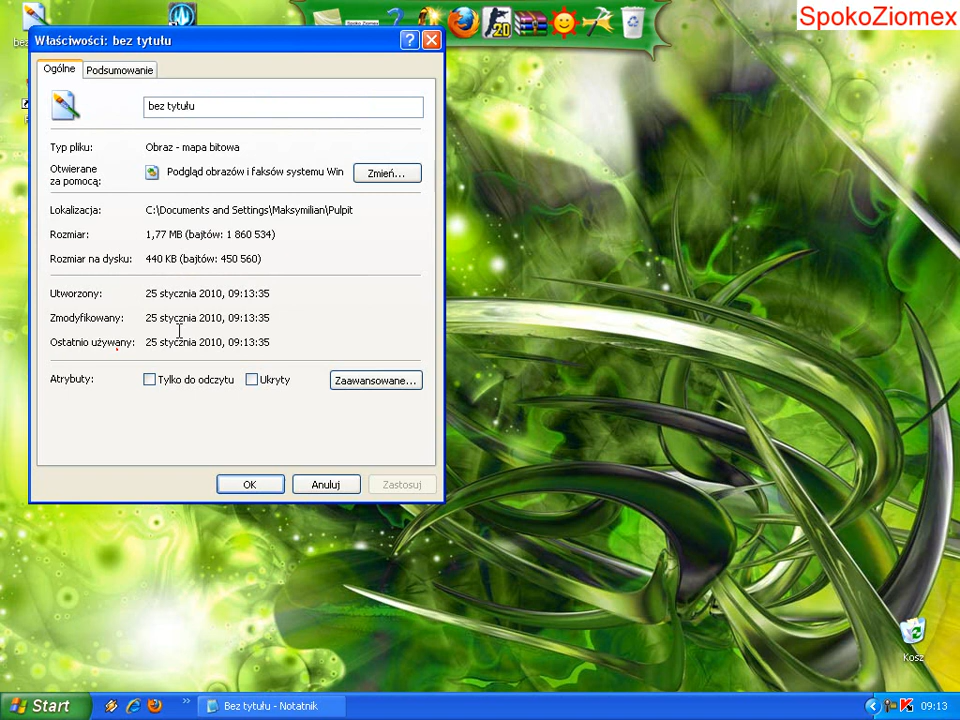 SpokoZiomex
20
Właściwości: bez tytułu
Ogólne
Podsumowanie
bez tytułu
Typ pliku: Obraz - mapa bitowa
Otwierane za pomocą: Podgląd obrazów i faksów systemu Win
Zmień...
Lokalizacja: C:\Documents and Settings\Maksymilian\Pulpit
Rozmiar: 1,77 MB (bajtów: 1 860 534)
Rozmiar na dysku: 440 KB (bajtów: 450 560)
Utworzony: 25 stycznia 2010, 09:13:35
Zmodyfikowany: 25 stycznia 2010, 09:13:35
Ostatnio używany: 25 stycznia 2010, 09:13:35
Atrybuty: Tylko do odczytu Ukryty Zaawansowane...
OK Anuluj Zastosuj
Kosz
Start
Bez tytułu - Notatnik
09:13